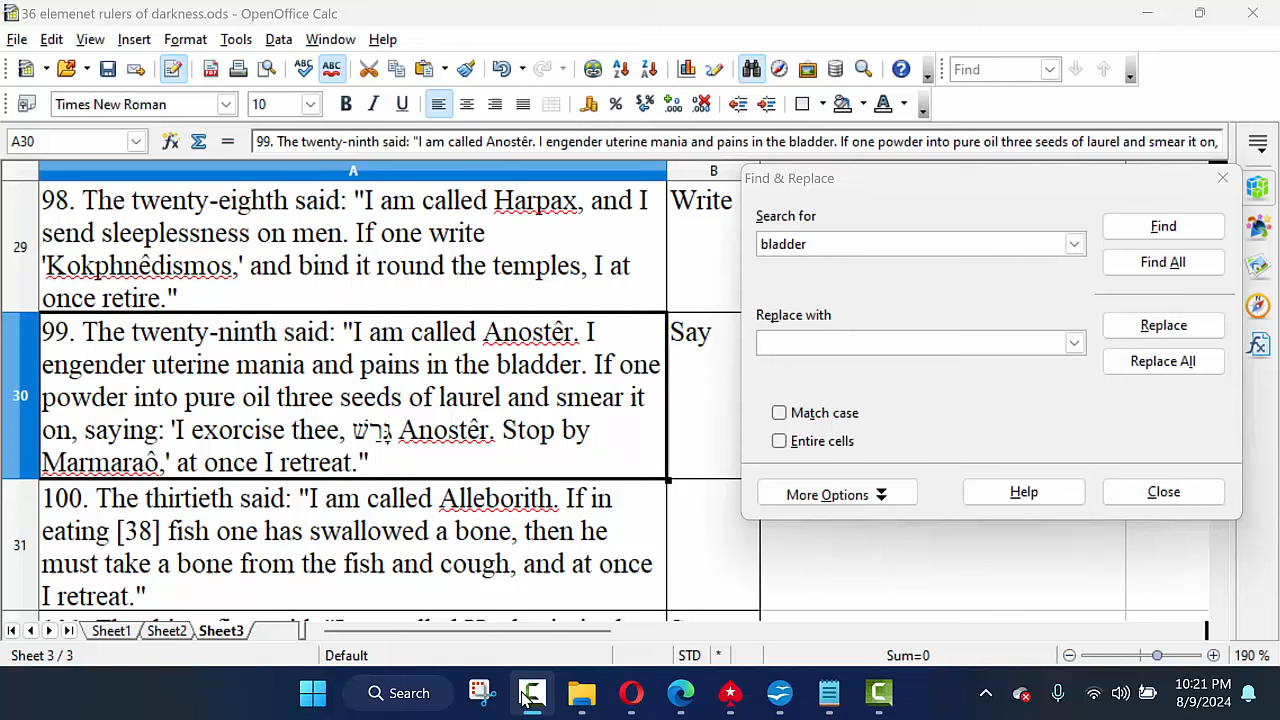 36 elemenet rulers of darkness.ods - OpenOffice Calc
File Edit View Insert Format Tools Data Window Help
Find
Times New Roman 10
A30 99. The twenty-ninth said: "I am called Anostêr. I engender uterine mania and pains in the bladder. If one powder into pure oil three seeds of laurel and smear it on,
A B
29
98. The twenty-eighth said: "I am called Harpax, and I
send sleeplessness on men. If one write
'Kokphnêdismos,' and bind it round the temples, I at
once retire."
Write
30
99. The twenty-ninth said: "I am called Anostêr. I
engender uterine mania and pains in the bladder. If one
powder into pure oil three seeds of laurel and smear it
on, saying: 'I exorcise thee, גָּרַשׁ Anostêr. Stop by
Marmaraô,' at once I retreat."
Say
31
100. The thirtieth said: "I am called Alleborith. If in
eating [38] fish one has swallowed a bone, then he
must take a bone from the fish and cough, and at once
I retreat."
Find & Replace
Search for
bladder
Find
Find All
Replace with
Replace
Replace All
Match case
Entire cells
More Options
Help
Close
Sheet1 Sheet2 Sheet3
Sheet 3 / 3 Default STD * Sum=0 190 %
Search
10:21 PM
8/9/2024